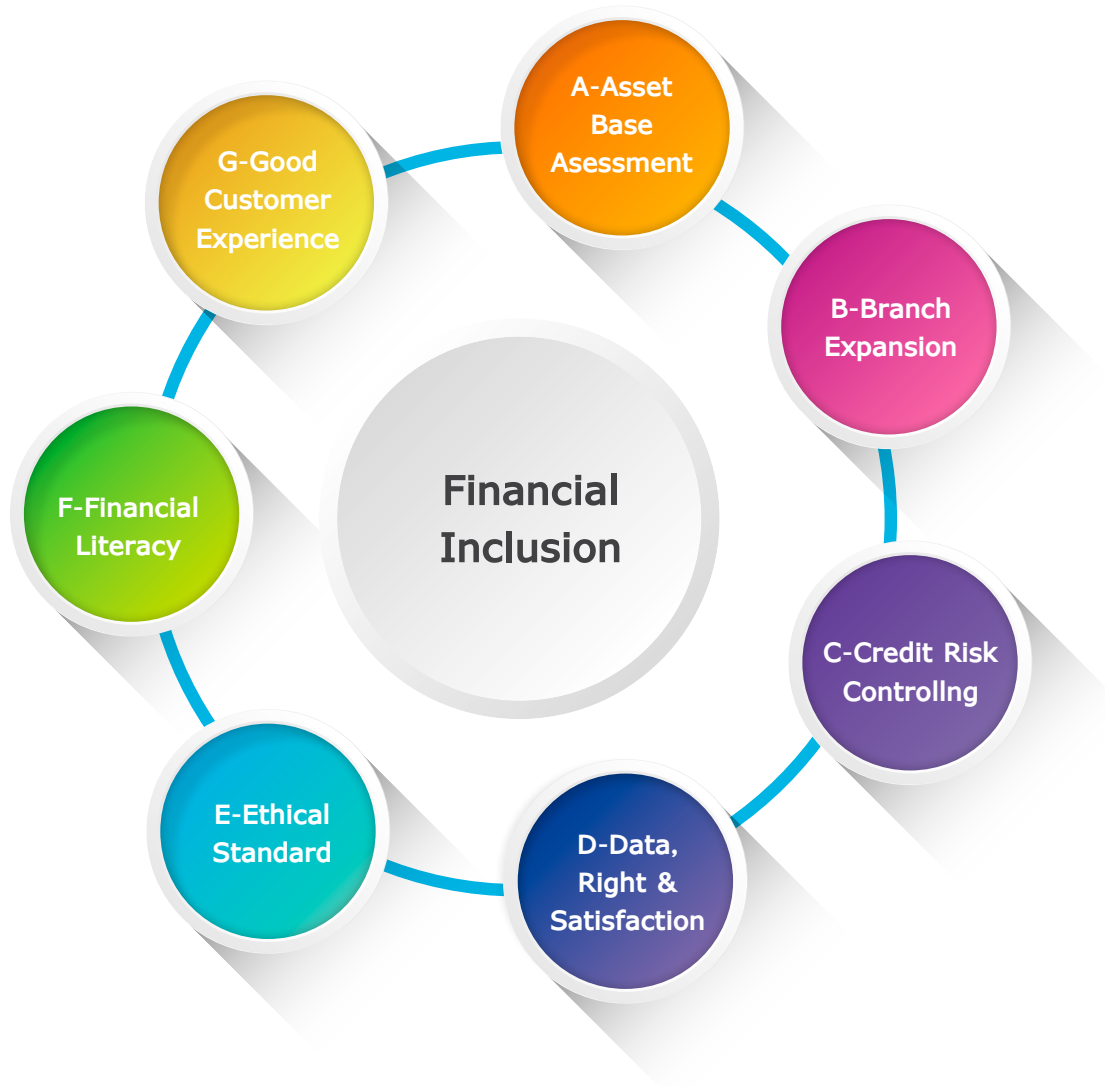 A-Asset
Base
Asessment
B-Branch
Expansion
C-Credit Risk
Controllng
D-Data,
Right &
Satisfaction
E-Ethical
Standard
F-Financial
Literacy
G-Good
Customer
Experience
Financial
Inclusion